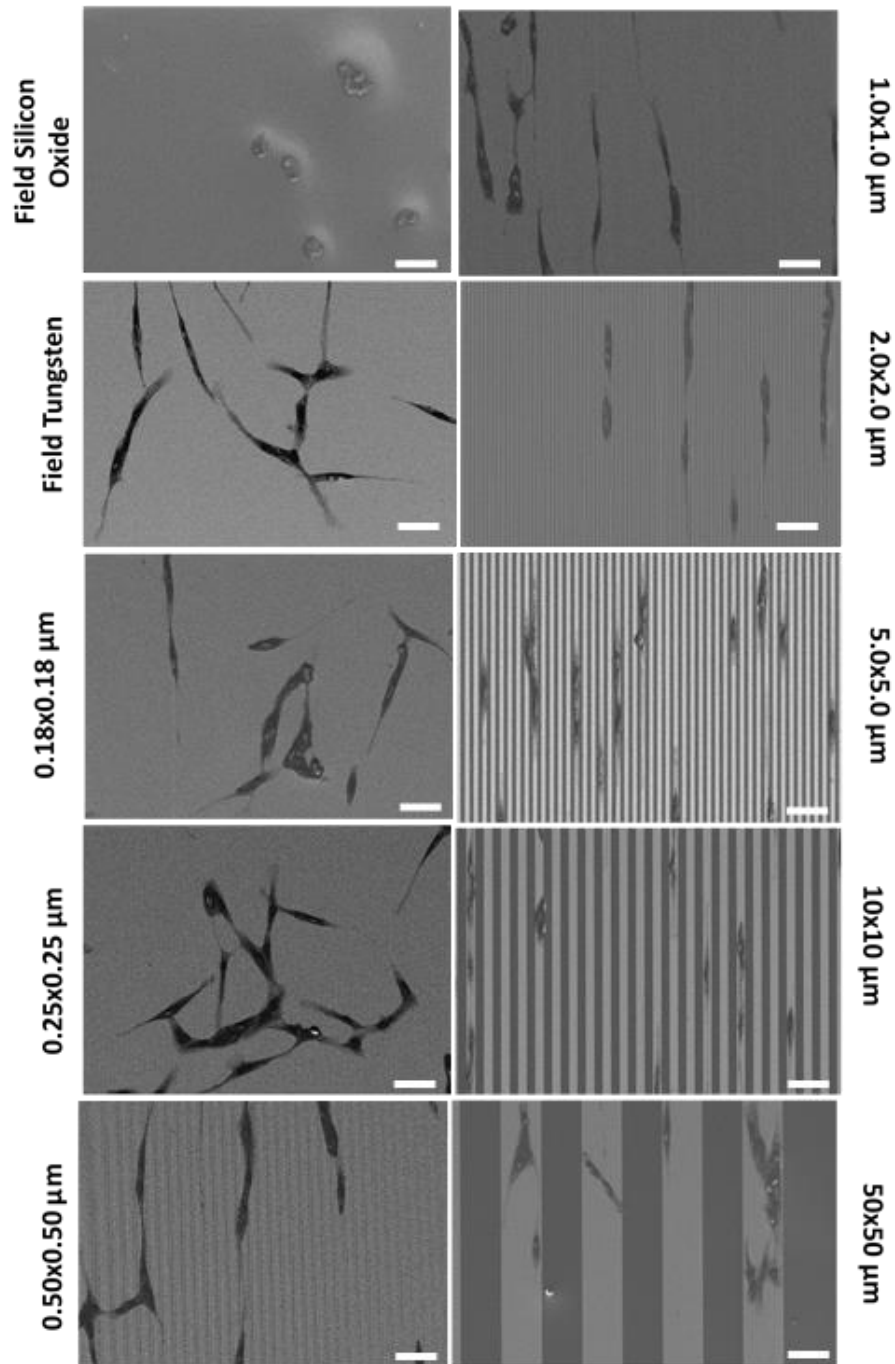 Field Silicon
Oxide
1.0x1.0 µm
Field Tungsten
2.0x2.0 µm
0.18x0.18 µm
5.0x5.0 µm
0.25x0.25 µm
10x10 µm
0.50x0.50 µm
50x50 µm